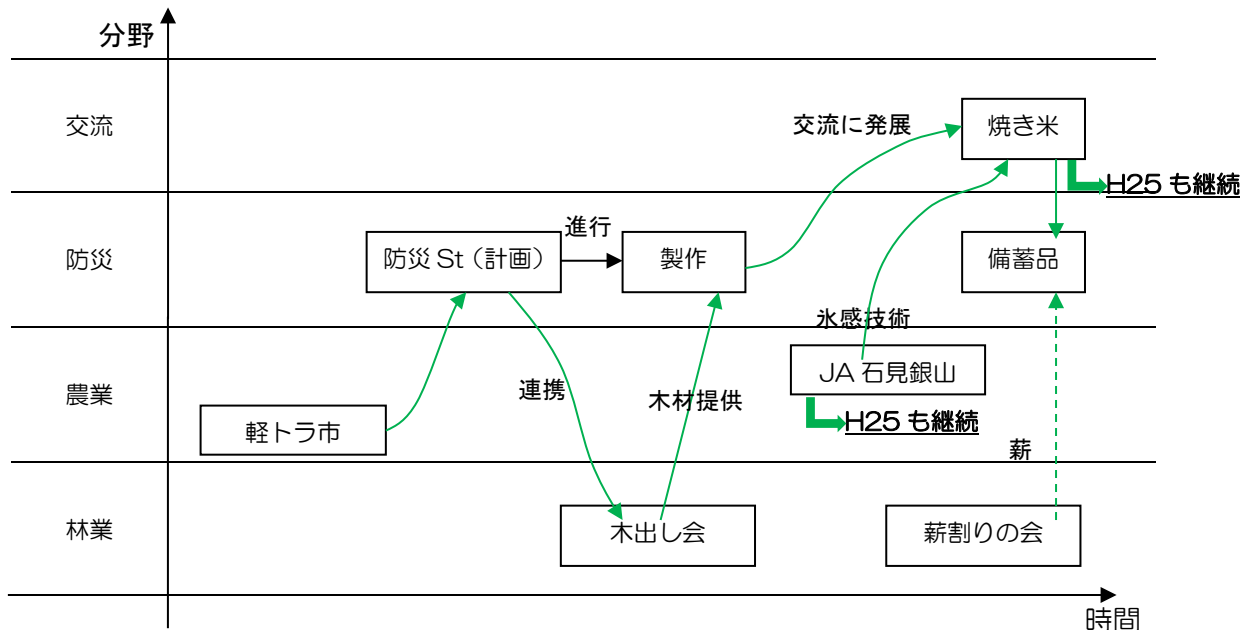 分野
交流
交流に発展
焼き米
H25 も継続
防災
防災 St（計画）
進行
製作
備蓄品
氷感技術
農業
連携
木材提供
JA 石見銀山
H25 も継続
軽トラ市
薪
林業
木出し会
薪割りの会
時間